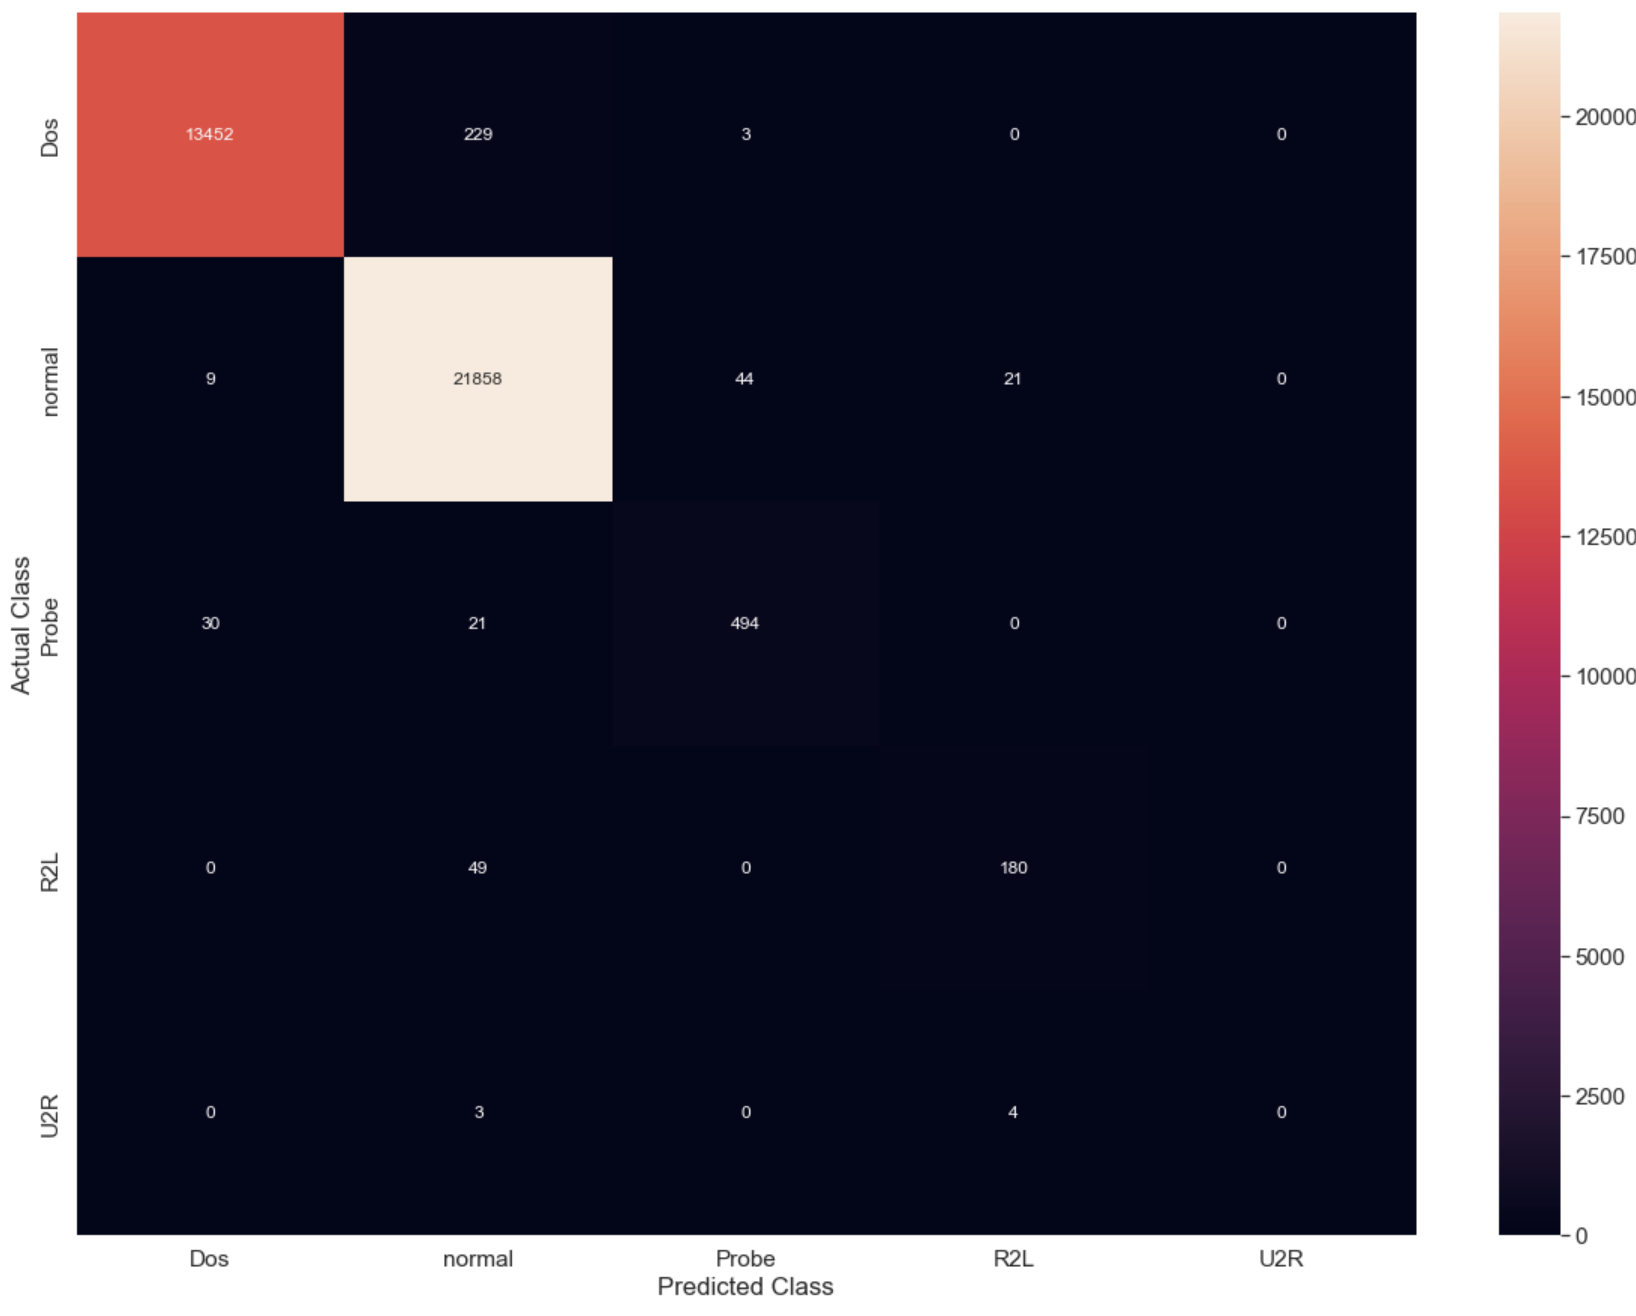 Dos 13452 229 3 0 0
normal 9 21858 44 21 0
Probe 30 21 494 0 0
R2L 0 49 0 180 0
U2R 0 3 0 4 0
Dos normal Probe R2L U2R
Predicted Class
Actual Class
20000
17500
15000
12500
10000
7500
5000
2500
0